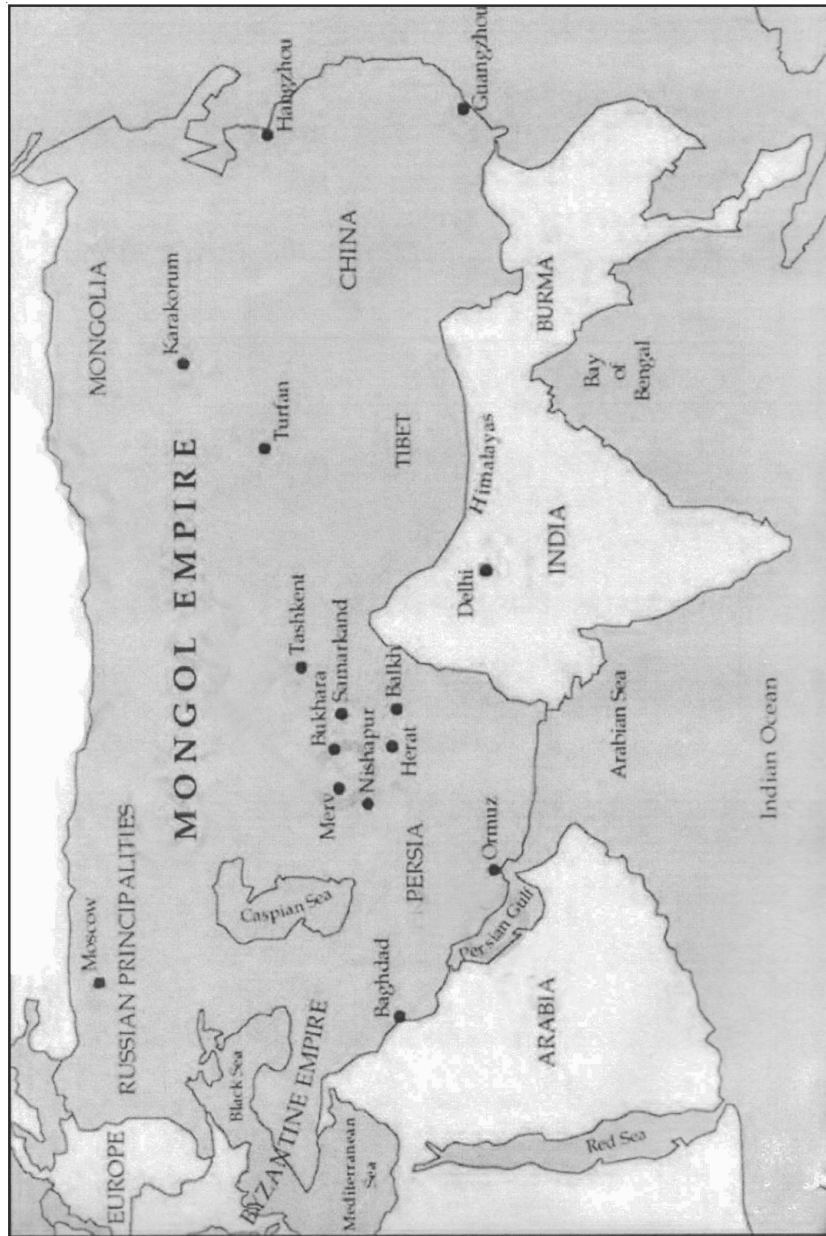 MONGOL EMPIRE
RUSSIAN PRINCIPALITIES
MONGOLIA
Moscow
Karakorum
EUROPE
Black Sea
Caspian Sea
BYZANTINE EMPIRE
Mediterranean
Sea
Tashkent
Bukhara
Samarkand
Merv
Nishapur
Herat
Balkh
Turfan
Hangzhou
CHINA
TIBET
PERSIA
Baghdad
Ormuz
Persian Gulf
Himalayas
Delhi
Guangzhou
BURMA
INDIA
ARABIA
Red Sea
Arabian Sea
Bay
of
Bengal
Indian Ocean